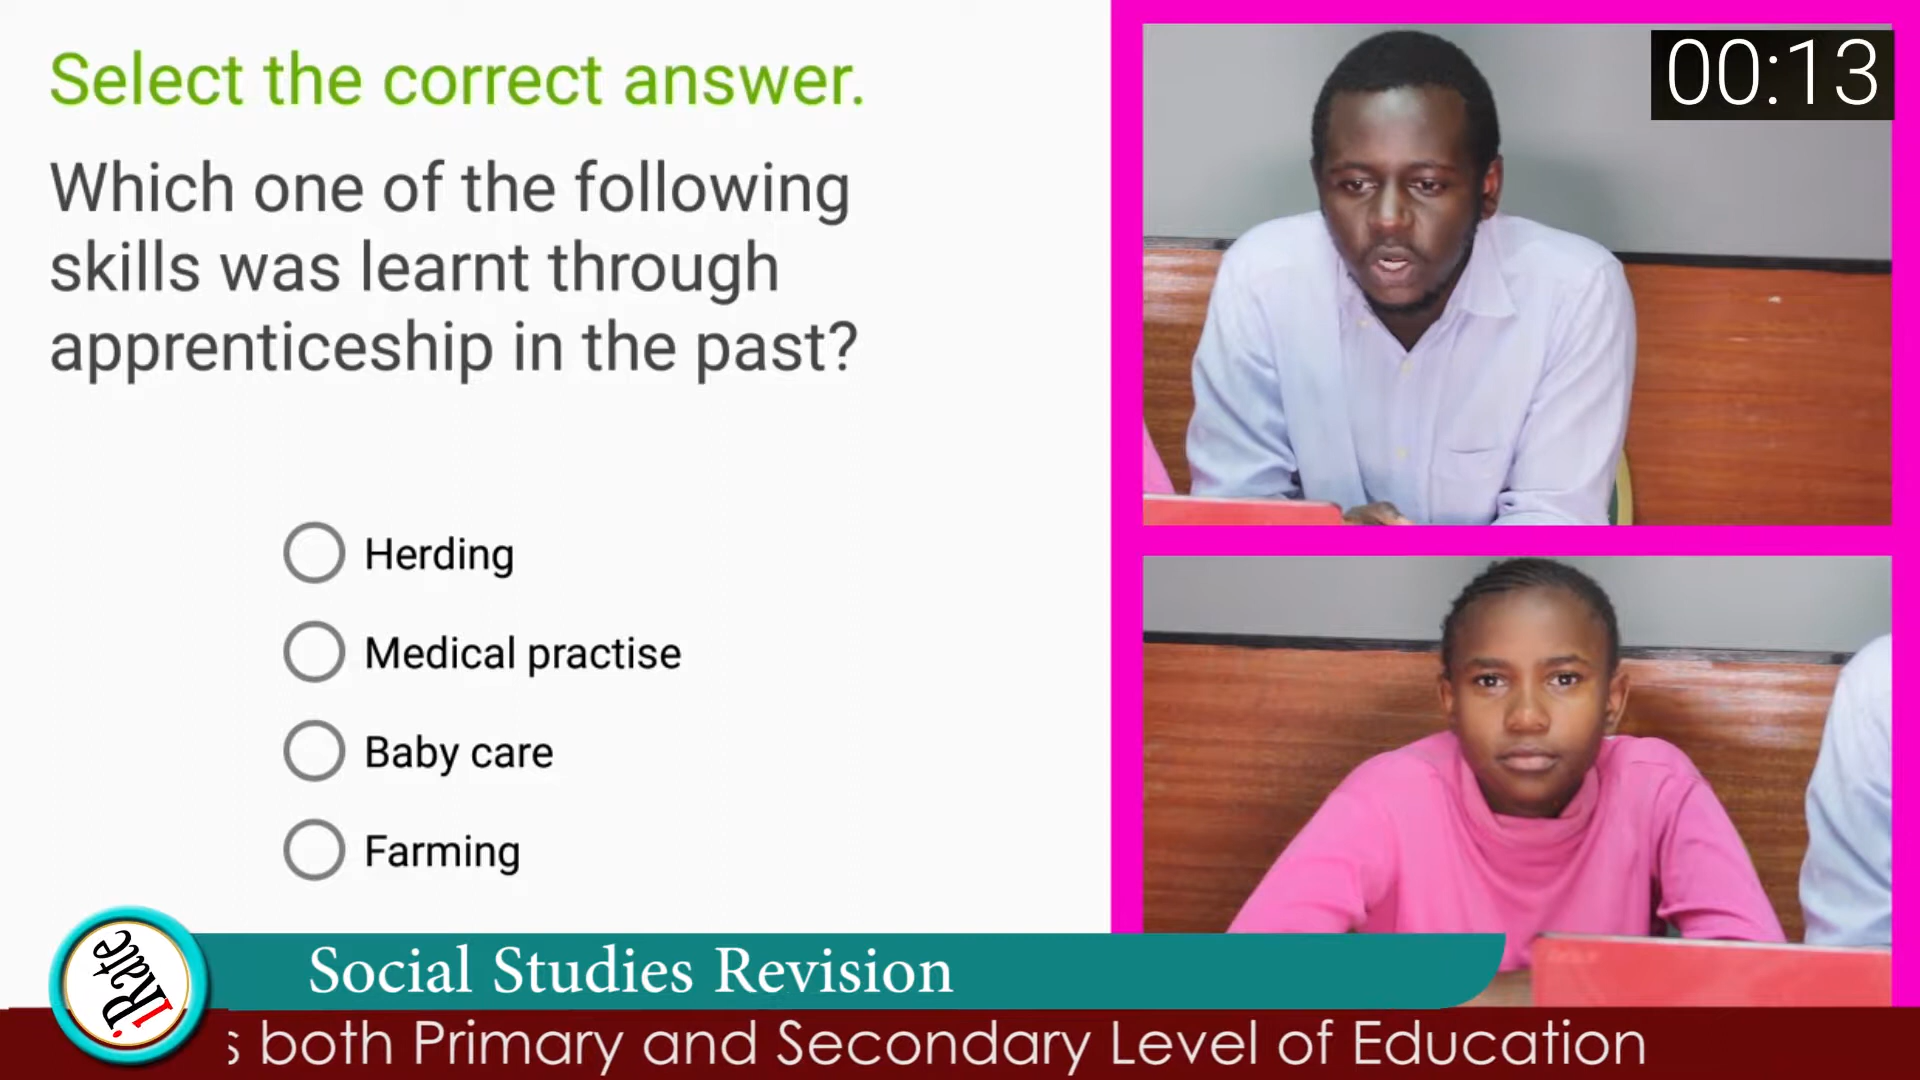 Select the correct answer.
Which one of the following
skills was learnt through
apprenticeship in the past?
Herding
Medical practise
Baby care
Farming
00:13
iRate
Social Studies Revision
s both Primary and Secondary Level of Education